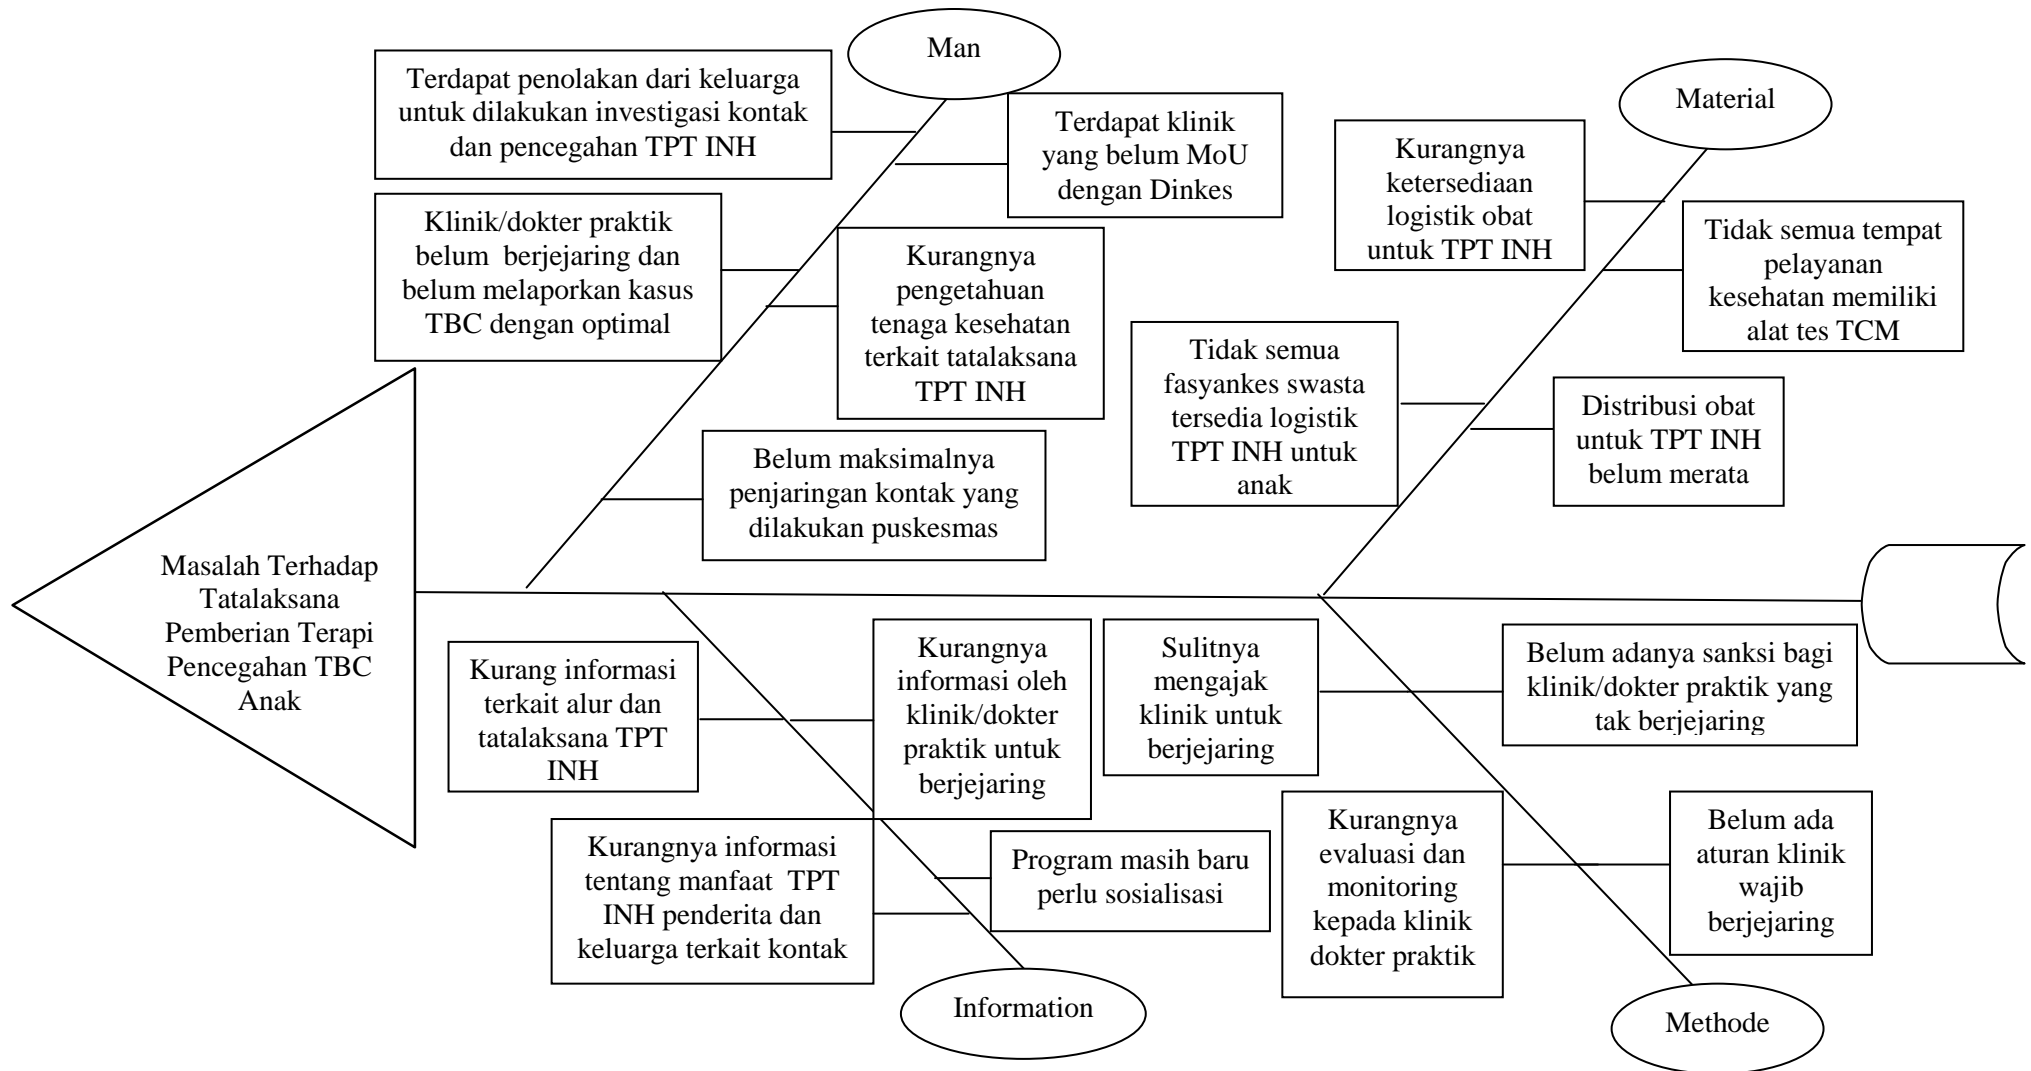 Man
Terdapat penolakan dari keluarga
untuk dilakukan investigasi kontak
dan pencegahan TPT INH
Terdapat klinik
yang belum MoU
dengan Dinkes
Klinik/dokter praktik
belum berjejaring dan
belum melaporkan kasus
TBC dengan optimal
Kurangnya
pengetahuan
tenaga kesehatan
terkait tatalaksana
TPT INH
Belum maksimalnya
penjaringan kontak yang
dilakukan puskesmas
Material
Kurangnya
ketersediaan
logistik obat
untuk TPT INH
Tidak semua tempat
pelayanan
kesehatan memiliki
alat tes TCM
Tidak semua
fasyankes swasta
tersedia logistik
TPT INH untuk
anak
Distribusi obat
untuk TPT INH
belum merata
Masalah Terhadap
Tatalaksana
Pemberian Terapi
Pencegahan TBC
Anak
Kurang informasi
terkait alur dan
tatalaksana TPT
INH
Kurangnya
informasi oleh
klinik/dokter
praktik untuk
berjejaring
Kurangnya informasi
tentang manfaat TPT
INH penderita dan
keluarga terkait kontak
Program masih baru
perlu sosialisasi
Information
Sulitnya
mengajak
klinik untuk
berjejaring
Belum adanya sanksi bagi
klinik/dokter praktik yang
tak berjejaring
Kurangnya
evaluasi dan
monitoring
kepada klinik
dokter praktik
Belum ada
aturan klinik
wajib
berjejaring
Methode